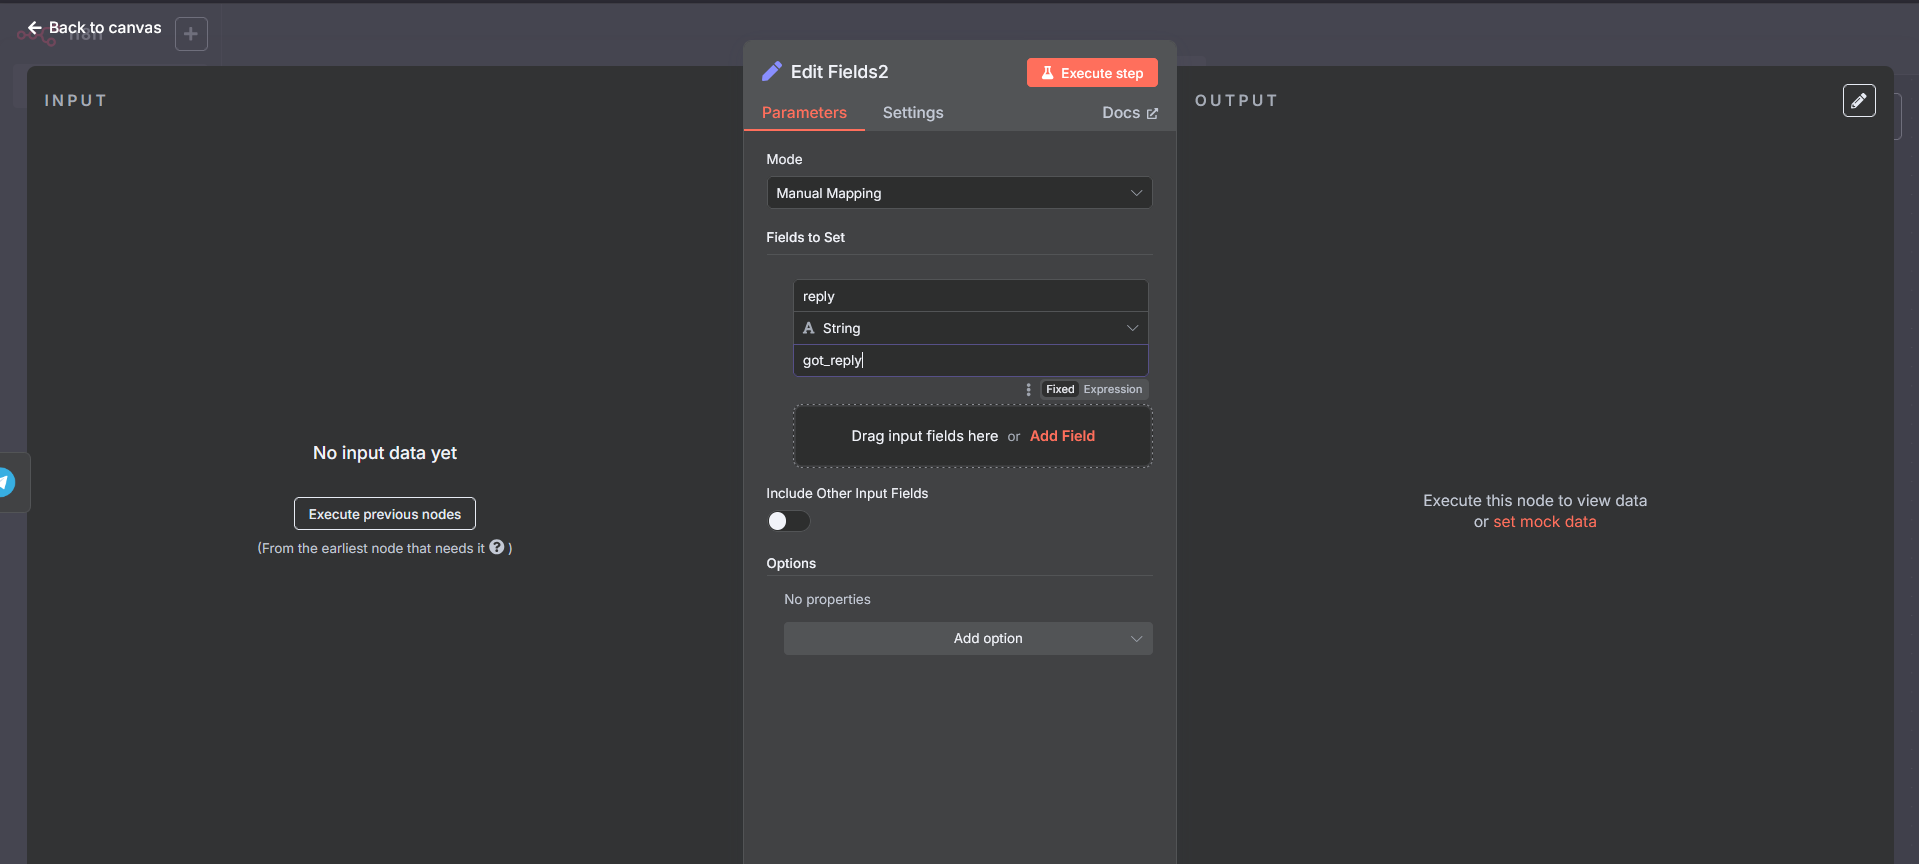 Back to canvas
n8n
INPUT
No input data yet
Execute previous nodes
(From the earliest node that needs it ? )
Edit Fields2
Execute step
Parameters
Settings
Docs
Mode
Manual Mapping
Fields to Set
reply
A String
got_reply
Fixed
Expression
Drag input fields here or Add Field
Include Other Input Fields
Options
No properties
Add option
OUTPUT
Execute this node to view data
or set mock data